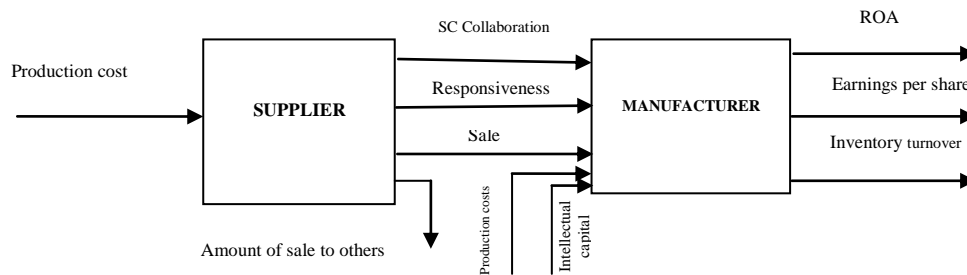 ROA
SC Collaboration
Production cost
Responsiveness
Earnings per share
SUPPLIER
MANUFACTURER
Sale
Inventory turnover
Amount of sale to others
Production costs
Intellectual
capital